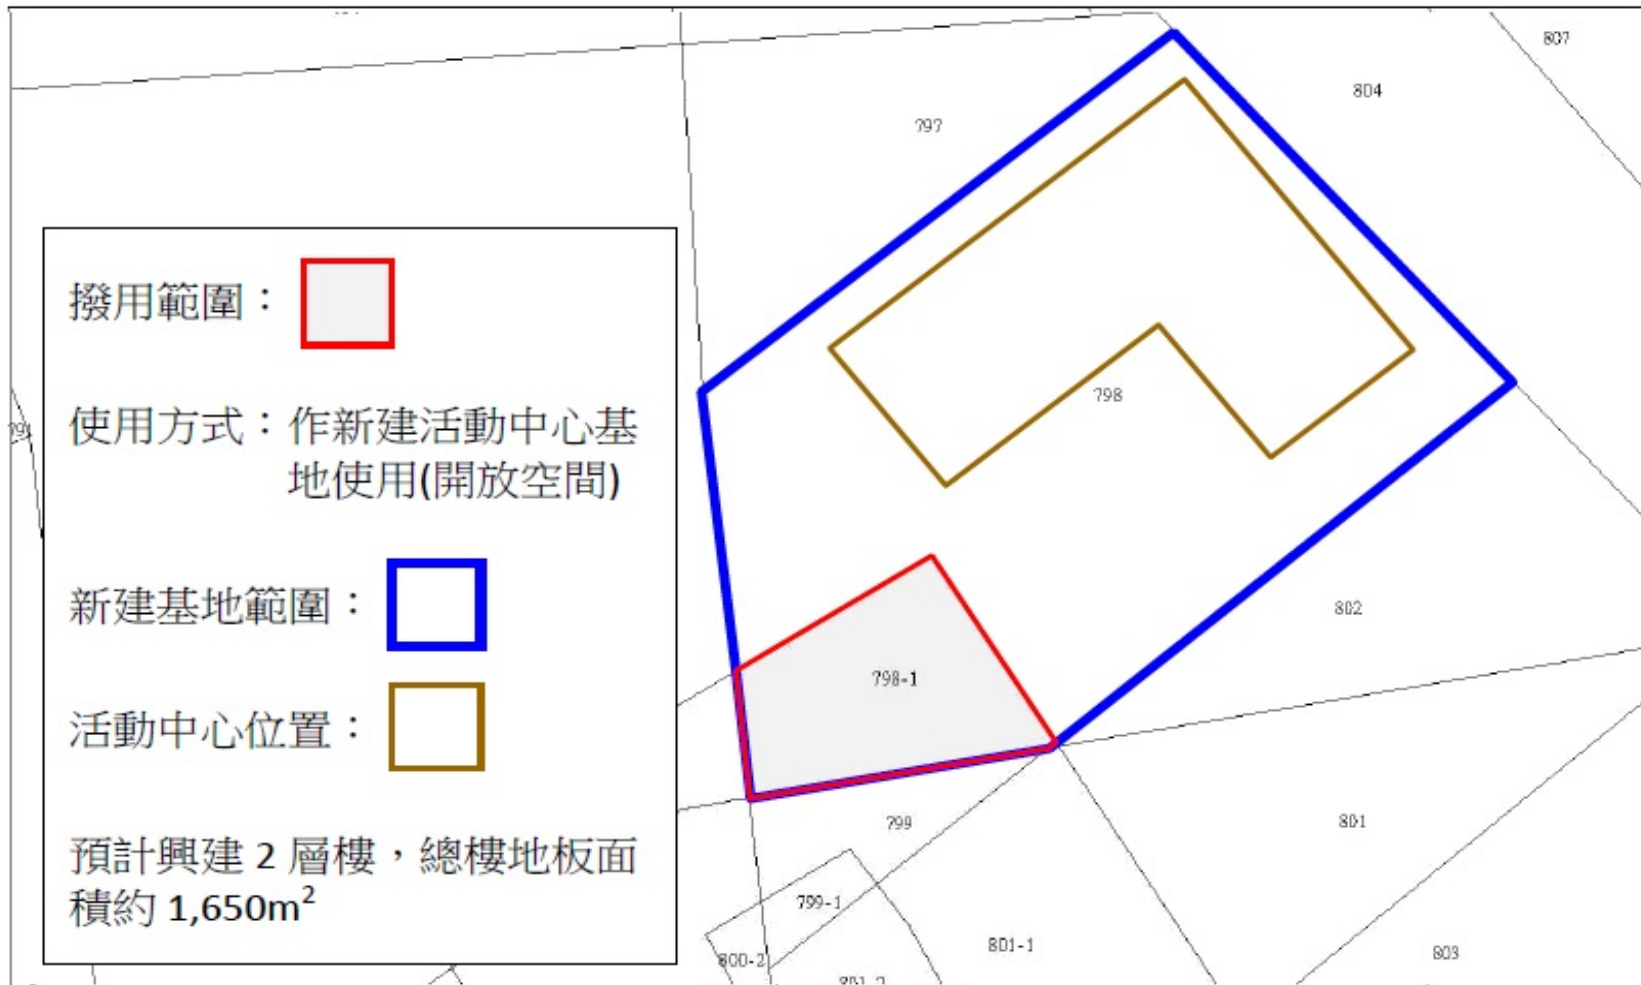 807
804
797
撥用範圍：
798
使用方式：作新建活動中心基
地使用(開放空間)
新建基地範圍：
802
798-1
活動中心位置：
799
801
預計興建 2 層樓，總樓地板面
積約 1,650m²
799-1
801-1
800-2
803